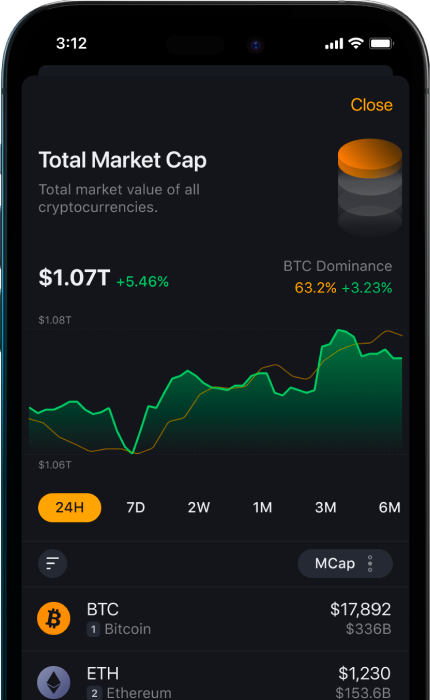 3:12
Close
Total Market Cap
Total market value of all
cryptocurrencies.
BTC Dominance
$1.07T +5.46%
63.2% +3.23%
$1.08T
$1.06T
24H 7D 2W 1M 3M 6M
MCap
BTC $17,892
1 Bitcoin $336B
ETH $1,230
2 Ethereum $153.6B